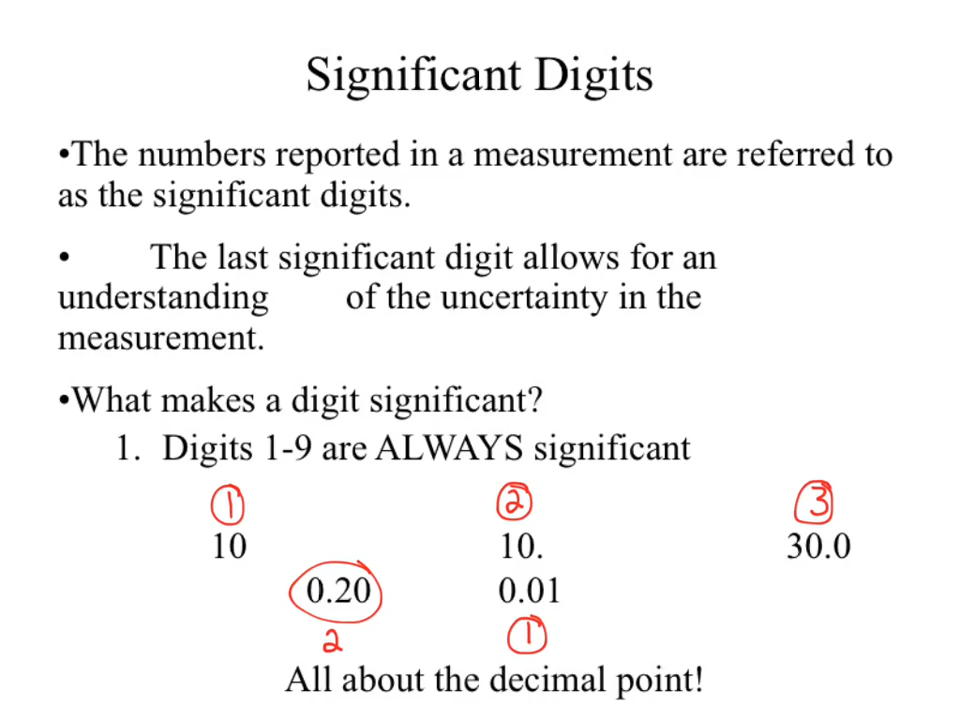 Significant Digits
•The numbers reported in a measurement are referred to
as the significant digits.
• The last significant digit allows for an
understanding of the uncertainty in the
measurement.
•What makes a digit significant?
1. Digits 1-9 are ALWAYS significant
1 2 3
10 10. 30.0
0.20 0.01
2 1
All about the decimal point!